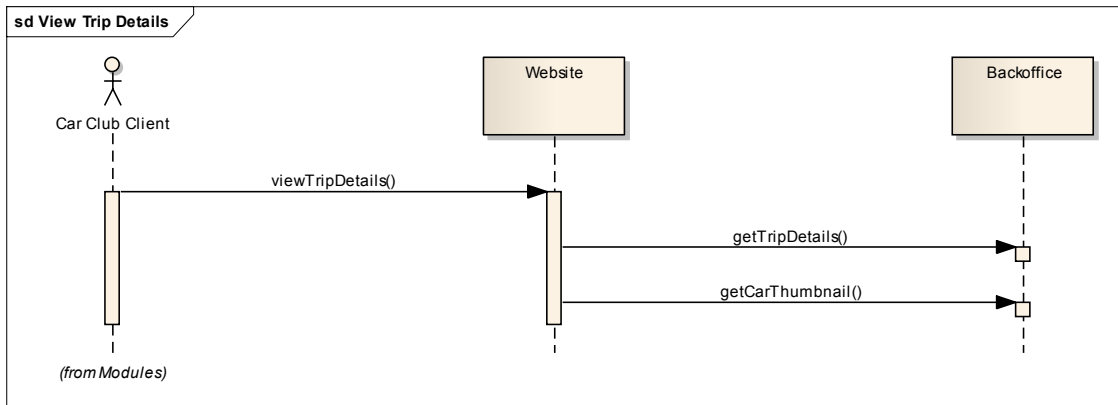 sd View Trip Details
Car Club Client
Website
Backoffice
viewTripDetails()
getTripDetails()
getCarThumbnail()
(from Modules)